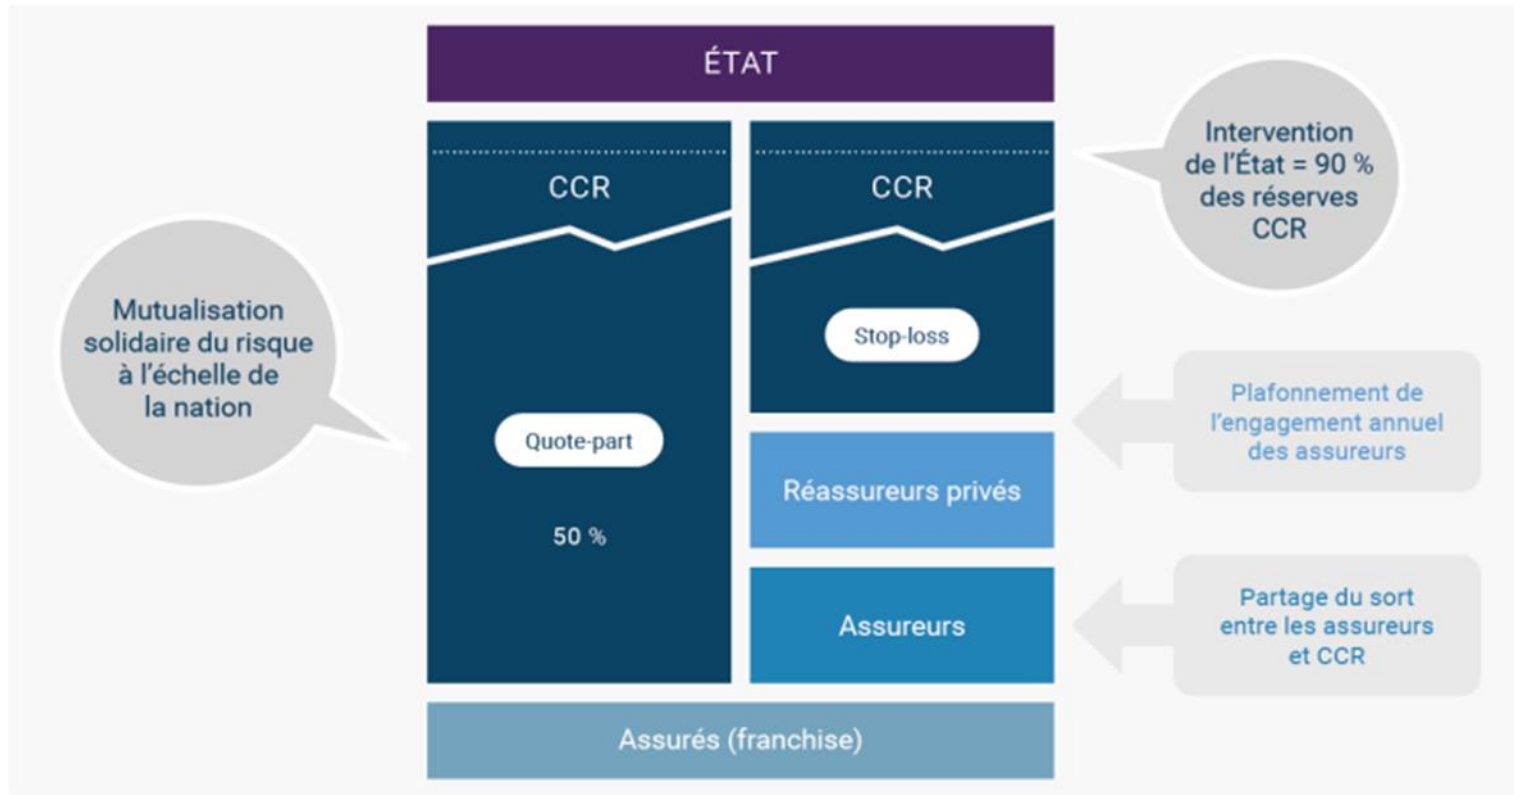 ÉTAT
CCR
CCR
Intervention
de l'État = 90 %
des réserves
CCR
Mutualisation
solidaire du risque
à l'échelle de
la nation
Stop-loss
Quote-part
50 %
Plafonnement de
l'engagement annuel
des assureurs
Réassureurs privés
Assureurs
Partage du sort
entre les assureurs
et CCR
Assurés (franchise)